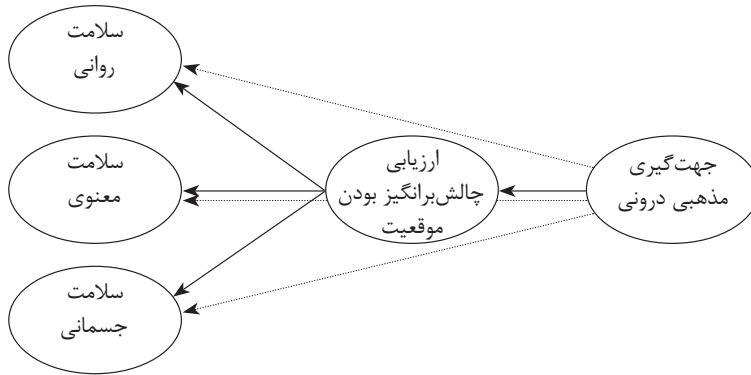 سلامت
روانی
ارزیابی
چالش‌برانگیز بودن
موقعیت
جهت‌گیری
مذهبی درونی
سلامت
معنوی
سلامت
جسمانی